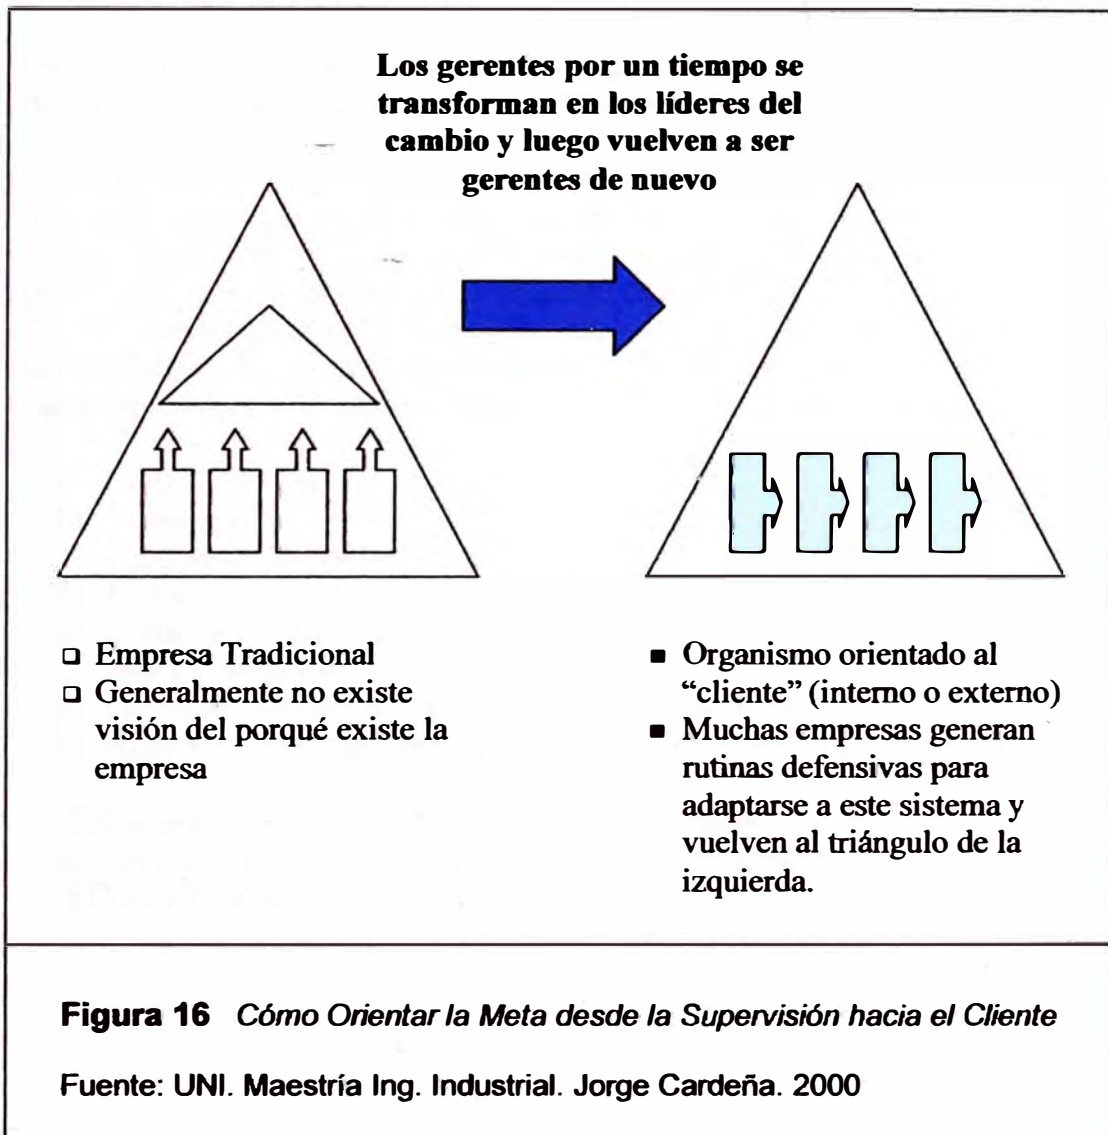 Los gerentes por un tiempo se
transforman en los líderes del
cambio y luego vuelven a ser
gerentes de nuevo
❑ Empresa Tradicional
❑ Generalmente no existe
visión del porqué existe la
empresa
■ Organismo orientado al
“cliente” (interno o externo)
■ Muchas empresas generan
rutinas defensivas para
adaptarse a este sistema y
vuelven al triángulo de la
izquierda.
Figura 16 Cómo Orientar la Meta desde la Supervisión hacia el Cliente
Fuente: UNI. Maestría Ing. Industrial. Jorge Cardeña. 2000